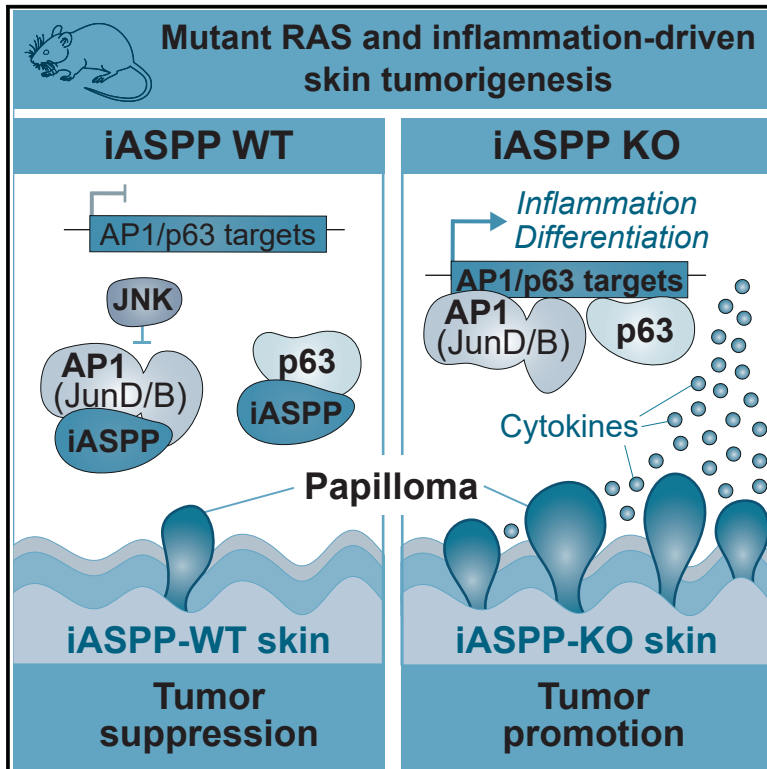 Mutant RAS and inflammation-driven
skin tumorigenesis
iASPP WT
AP1/p63 targets
JNK
AP1
(JunD/B)
iASPP
p63
iASPP
iASPP KO
Inflammation
Differentiation
AP1/p63 targets
AP1
(JunD/B)
p63
Cytokines
Papilloma
iASPP-WT skin
iASPP-KO skin
Tumor
suppression
Tumor
promotion